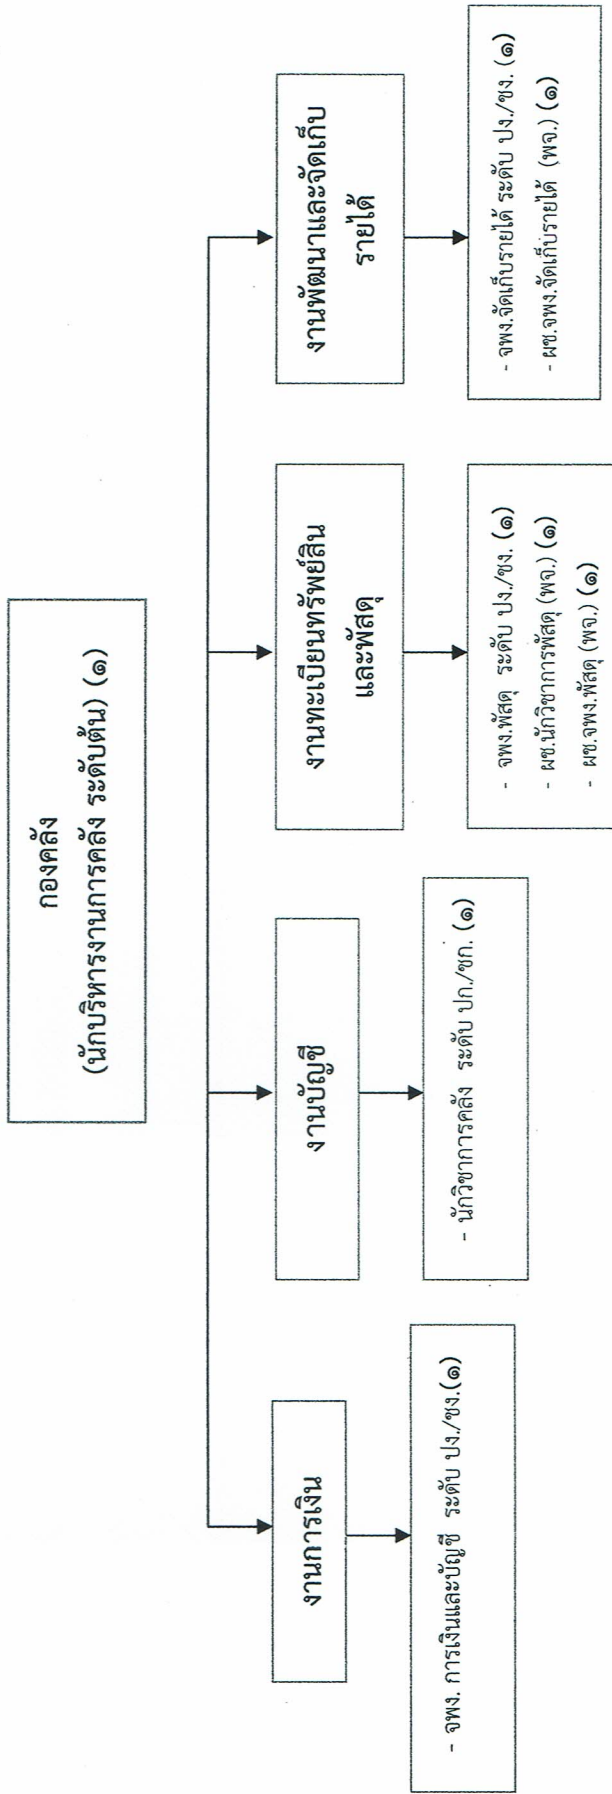 กองคลัง
(นักบริหารงานการคลัง ระดับต้น) (๑)
งานการเงิน
- จพง. การเงินและบัญชี ระดับ ปง./ชง.(๑)
งานบัญชี
- นักวิชาการคลัง ระดับ ปก./ชก. (๑)
งานทะเบียนทรัพย์สิน
และพัสดุ
- จพง.พัสดุ ระดับ ปง./ชง. (๑)
- ผช.นักวิชาการพัสดุ (พจ.) (๑)
- ผช.จพง.พัสดุ (พจ.) (๑)
งานพัฒนาและจัดเก็บ
รายได้
- จพง.จัดเก็บรายได้ ระดับ ปง./ชง. (๑)
- ผช.จพง.จัดเก็บรายได้ (พจ.) (๑)